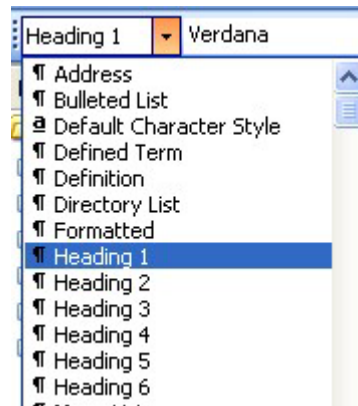 Heading 1 Verdana
¶ Address
¶ Bulleted List
a Default Character Style
¶ Defined Term
¶ Definition
¶ Directory List
¶ Formatted
¶ Heading 1
¶ Heading 2
¶ Heading 3
¶ Heading 4
¶ Heading 5
¶ Heading 6